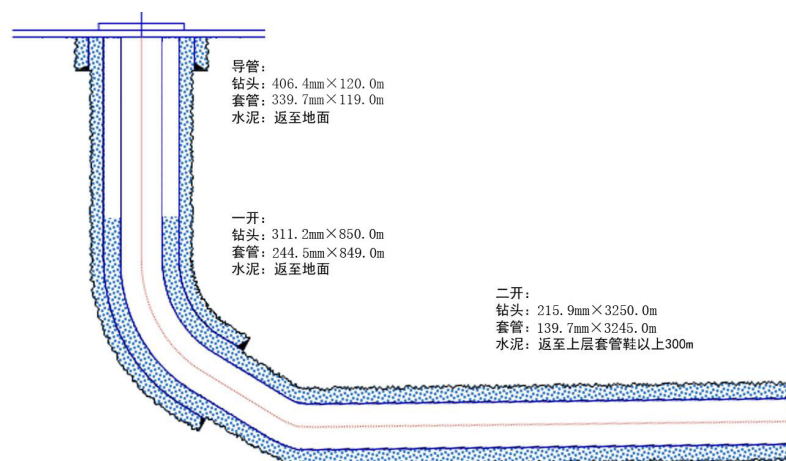 导管：
钻头：406.4mm×120.0m
套管：339.7mm×119.0m
水泥：返至地面
一开：
钻头：311.2mm×850.0m
套管：244.5mm×849.0m
水泥：返至地面
二开：
钻头：215.9mm×3250.0m
套管：139.7mm×3245.0m
水泥：返至上层套管鞋以上300m